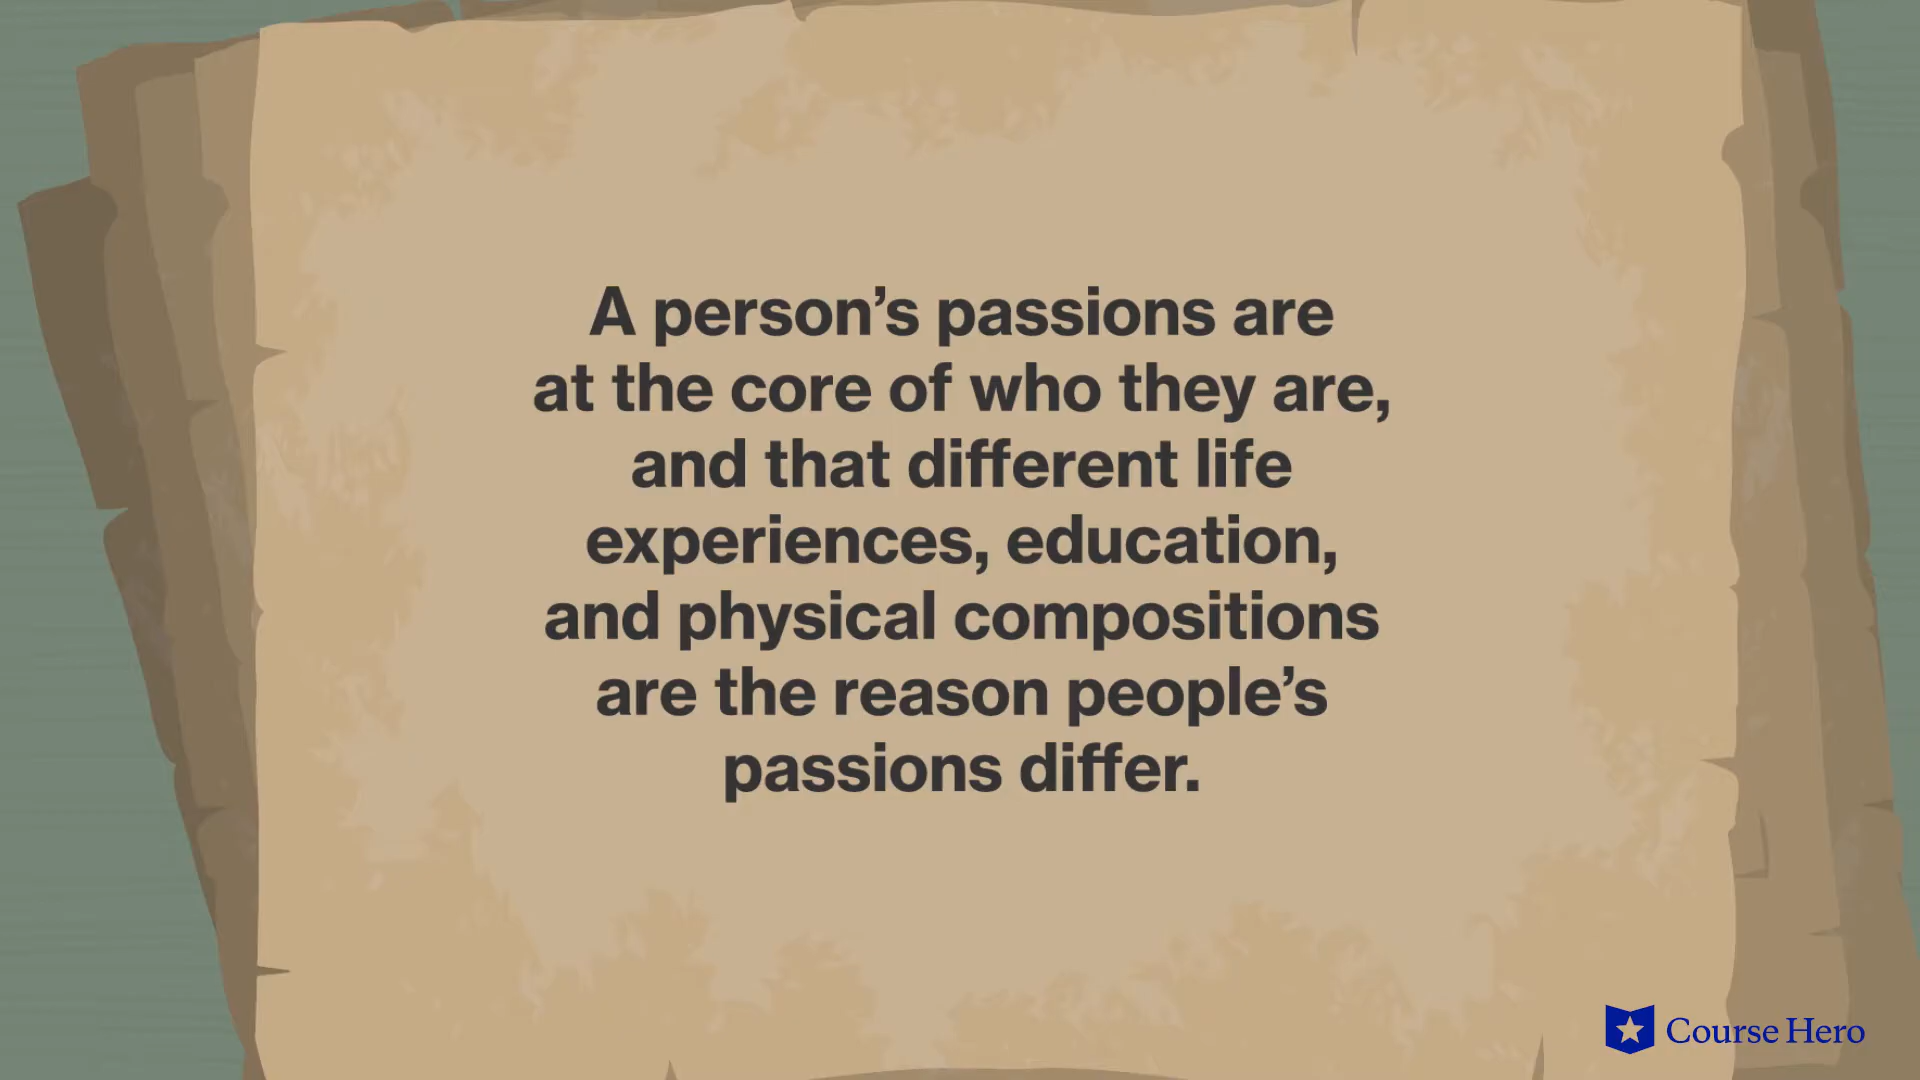 A person’s passions are
at the core of who they are,
and that different life
experiences, education,
and physical compositions
are the reason people’s
passions differ.
Course Hero